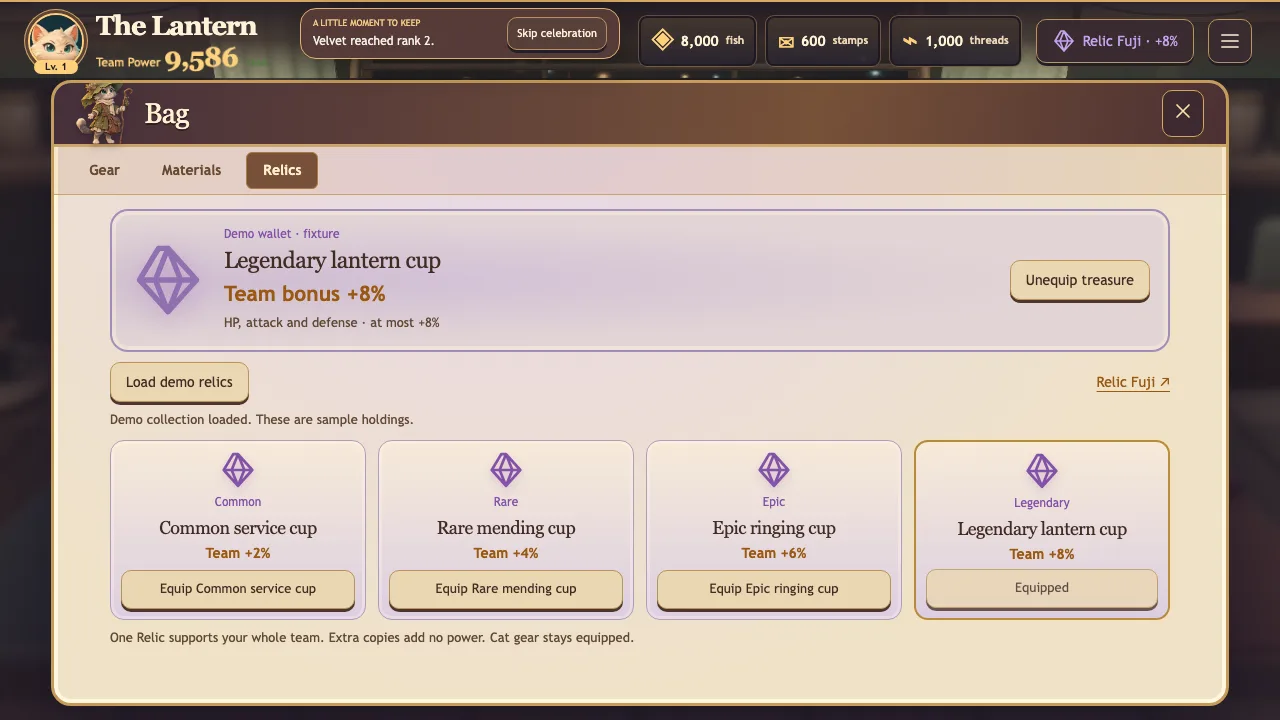 The Lantern
Team Power 9,586
Lv. 1
A LITTLE MOMENT TO KEEP
Velvet reached rank 2.
Skip celebration
8,000 fish
600 stamps
1,000 threads
Relic Fuji · +8%
Bag
Gear
Materials
Relics
Demo wallet · fixture
Legendary lantern cup
Team bonus +8%
HP, attack and defense · at most +8%
Unequip treasure
Load demo relics
Relic Fuji ↗
Demo collection loaded. These are sample holdings.
Common
Common service cup
Team +2%
Equip Common service cup
Rare
Rare mending cup
Team +4%
Equip Rare mending cup
Epic
Epic ringing cup
Team +6%
Equip Epic ringing cup
Legendary
Legendary lantern cup
Team +8%
Equipped
One Relic supports your whole team. Extra copies add no power. Cat gear stays equipped.